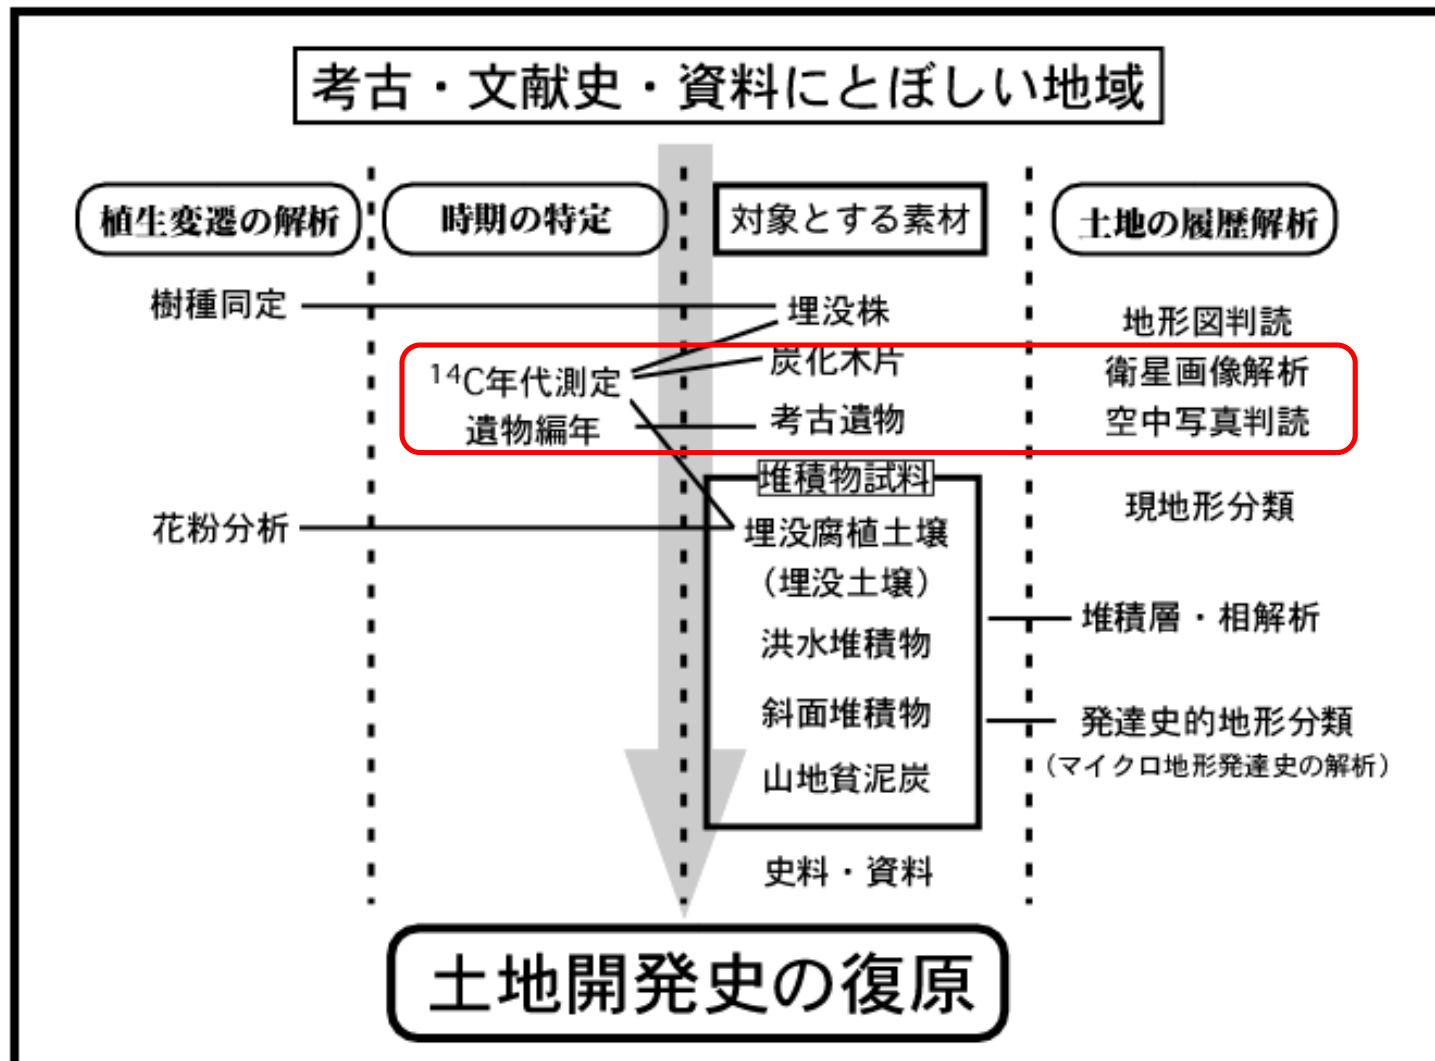 考古・文献史・資料にとぼしい地域
植生変遷の解析
時期の特定
対象とする素材
土地の履歴解析
樹種同定
埋没株
地形図判読
14C年代測定
炭化木片
衛星画像解析
遺物編年
考古遺物
空中写真判読
堆積物試料
現地形分類
花粉分析
埋没腐植土壌
(埋没土壌)
堆積層・相解析
洪水堆積物
斜面堆積物
発達史的地形分類
(マイクロ地形発達史の解析)
山地貧泥炭
史料・資料
土地開発史の復原